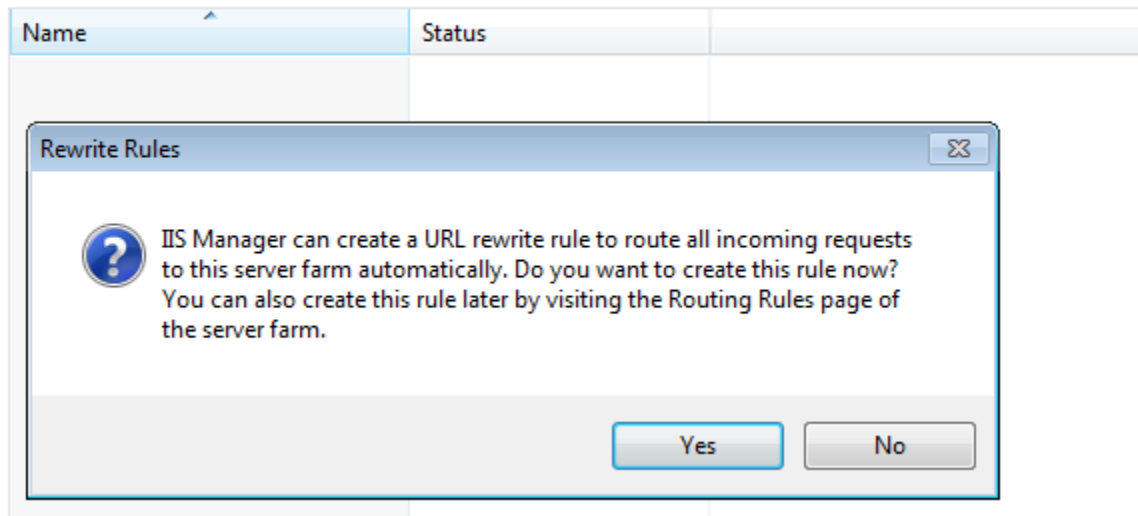 Name Status
Rewrite Rules
IIS Manager can create a URL rewrite rule to route all incoming requests
to this server farm automatically. Do you want to create this rule now?
You can also create this rule later by visiting the Routing Rules page of
the server farm.
Yes No